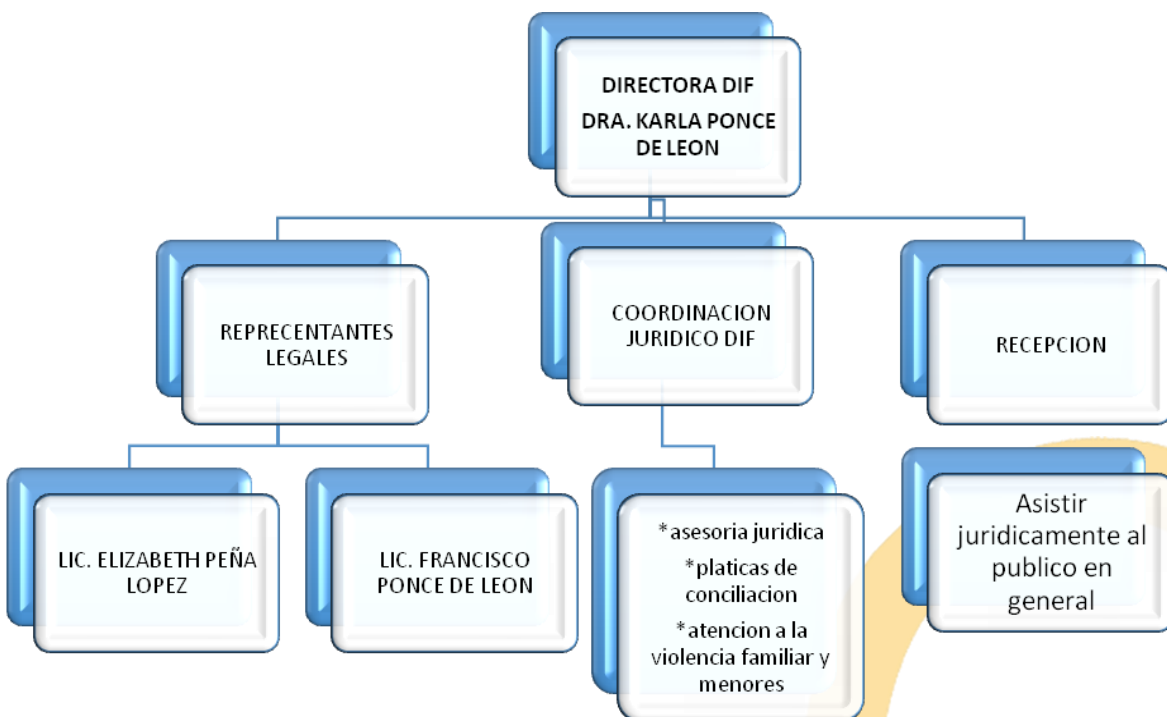 DIRECTORA DIF
DRA. KARLA PONCE
DE LEON
REPRECENTANTES
LEGALES
COORDINACION
JURIDICO DIF
RECEPCION
LIC. ELIZABETH PEÑA
LOPEZ
LIC. FRANCISCO
PONCE DE LEON
*asesoria juridica
*platicas de
conciliacion
*atencion a la
violencia familiar y
menores
Asistir
juridicamente al
publico en
general